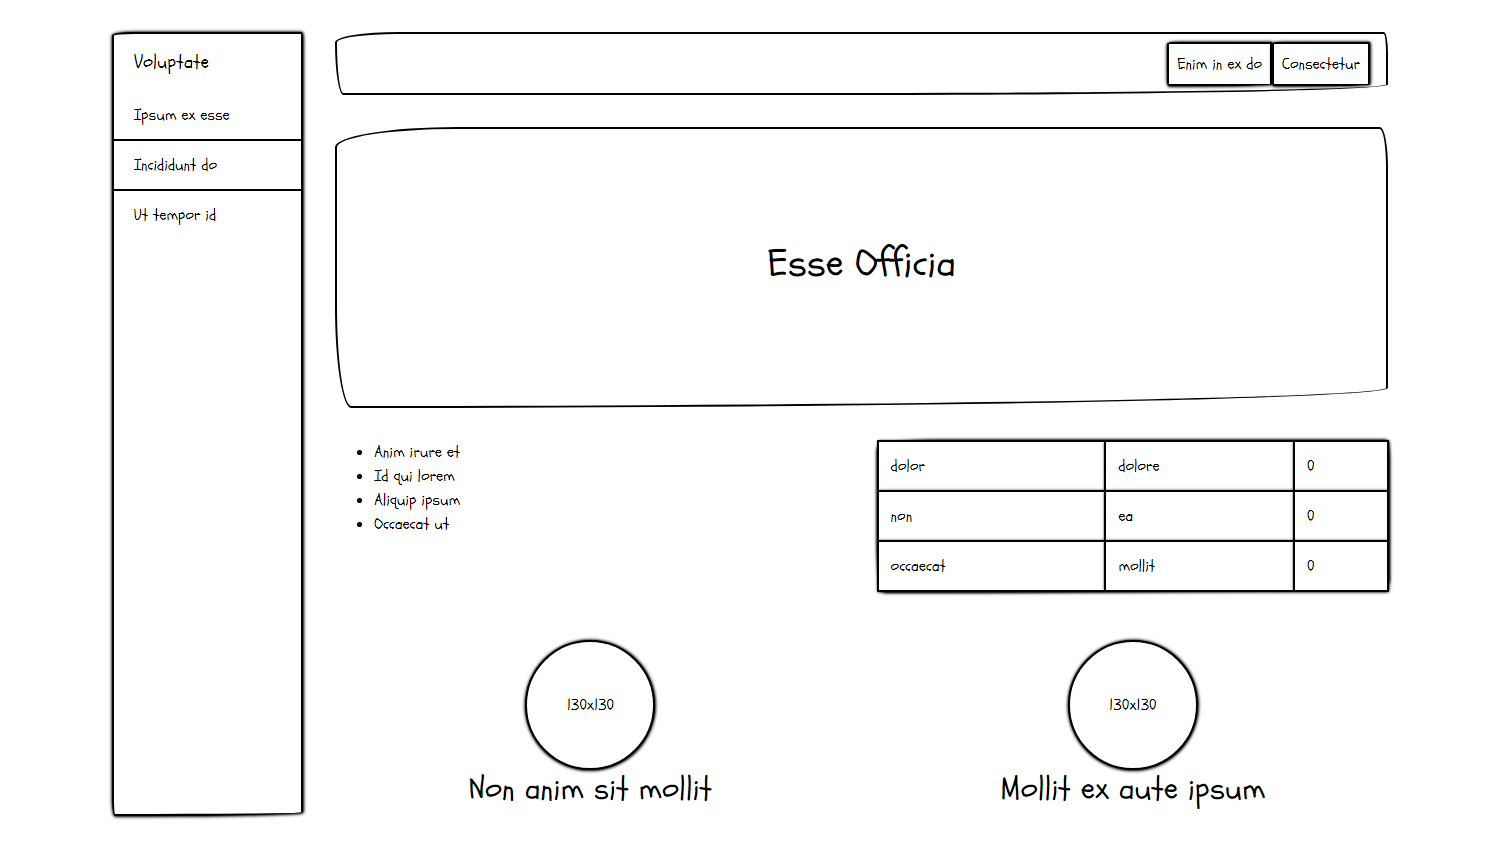 Voluptate
Ipsum ex esse
Incididunt do
Ut tempor id
Enim in ex do
Consectetur
Esse Officia
Anim irure et
Id qui lorem
Aliquip ipsum
Occaecat ut
dolor dolore 0
non ea 0
occaecat mollit 0
130x130
Non anim sit mollit
130x130
Mollit ex aute ipsum